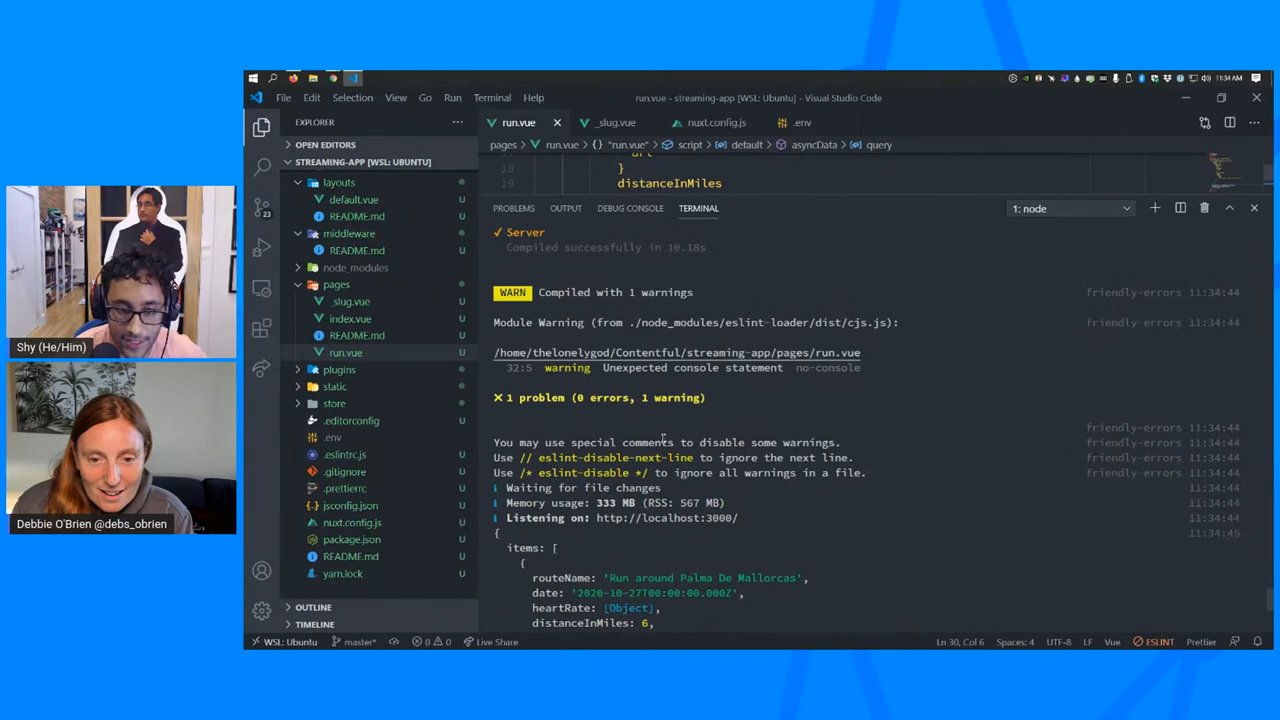 File Edit Selection View Go Run Terminal Help
run.vue - streaming-app [WSL: Ubuntu] - Visual Studio Code
11:34 AM
EXPLORER
OPEN EDITORS
STREAMING-APP [WSL: UBUNTU]
layouts
default.vue U
README.md U
middleware
README.md U
node_modules
pages
_slug.vue U
index.vue U
README.md U
run.vue U
plugins
static
store
.editorconfig U
.env
.eslintrc.js U
.gitignore U
.prettierrc U
jsconfig.json U
nuxt.config.js U
package.json U
README.md U
yarn.lock U
OUTLINE
TIMELINE
23
run.vue _slug.vue nuxt.config.js .env
pages run.vue {} "run.vue" script default asyncData query
18 }
19 distanceInMiles
PROBLEMS OUTPUT DEBUG CONSOLE TERMINAL 1: node
✓ Server
Compiled successfully in 10.18s
WARN Compiled with 1 warnings friendly-errors 11:34:44
Module Warning (from ./node_modules/eslint-loader/dist/cjs.js): friendly-errors 11:34:44
/home/thelonelygod/Contentful/streaming-app/pages/run.vue
32:5 warning Unexpected console statement no-console
✕ 1 problem (0 errors, 1 warning)
friendly-errors 11:34:44
You may use special comments to disable some warnings. friendly-errors 11:34:44
Use // eslint-disable-next-line to ignore the next line. friendly-errors 11:34:44
Use /* eslint-disable */ to ignore all warnings in a file. friendly-errors 11:34:44
i Waiting for file changes 11:34:44
i Memory usage: 333 MB (RSS: 567 MB) 11:34:44
i Listening on: http://localhost:3000/ 11:34:44
{ 11:34:45
items: [
{
routeName: 'Run around Palma De Mallorcas',
date: '2020-10-27T00:00:00.000Z',
heartRate: [Object],
distanceInMiles: 6,
WSL: Ubuntu master* 0 0 Live Share Ln 30, Col 6 Spaces: 4 UTF-8 LF Vue ESLINT Prettier
Shy (He/Him)
Debbie O'Brien @debs_obrien